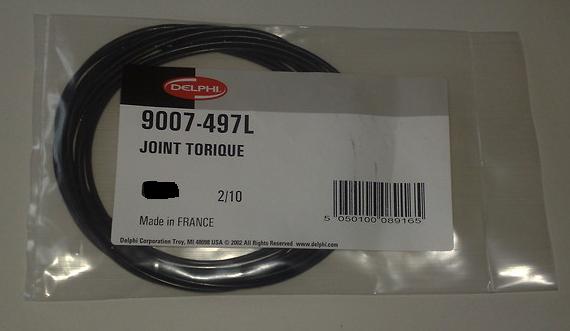 DELPHI
9007-497L
JOINT TORIQUE
2/10
Made in FRANCE
5 050100 089165
Delphi Corporation Troy, MI 48098 USA © 2002 All Rights Reserved www.delphi.com